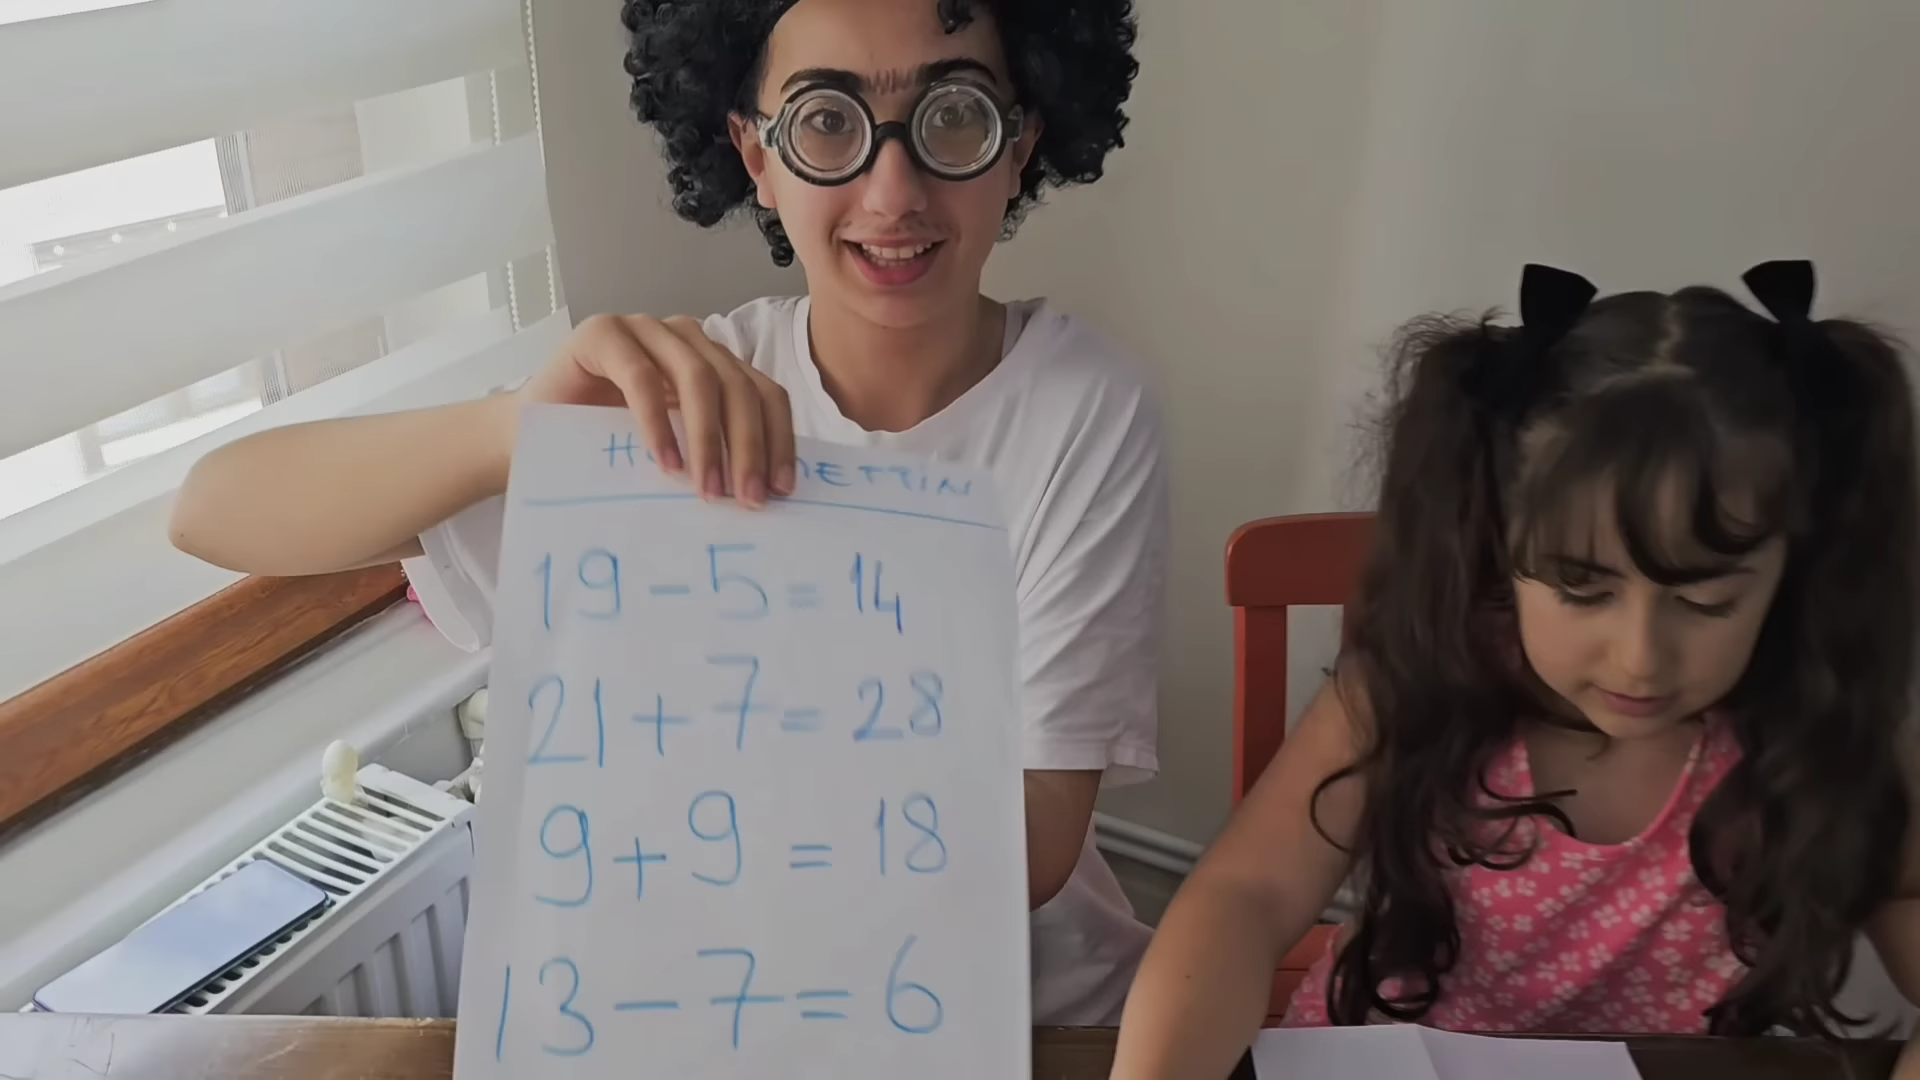 19 - 5 = 14
21 + 7 = 28
9 + 9 = 18
13 - 7 = 6